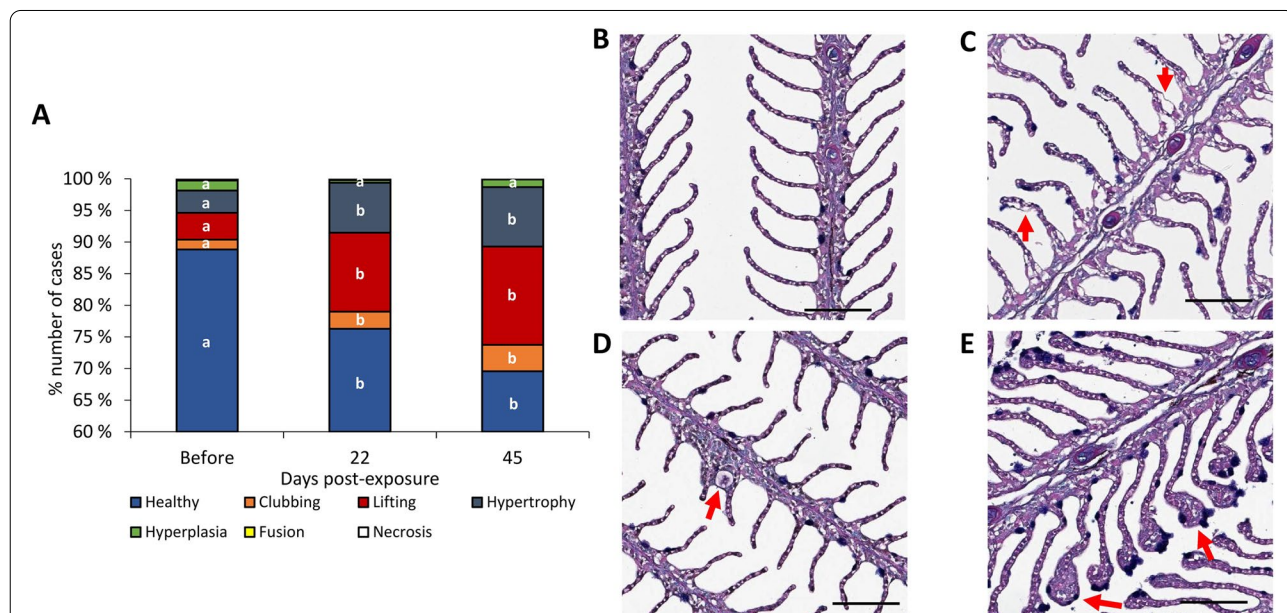 A
% number of cases
100 %
95 %
90 %
85 %
80 %
75 %
70 %
65 %
60 %
a
a
a
a
a
a
b
b
b
b
a
b
b
b
b
Before
22
45
Days post-exposure
Healthy
Clubbing
Lifting
Hypertrophy
Hyperplasia
Fusion
Necrosis
B
C
D
E